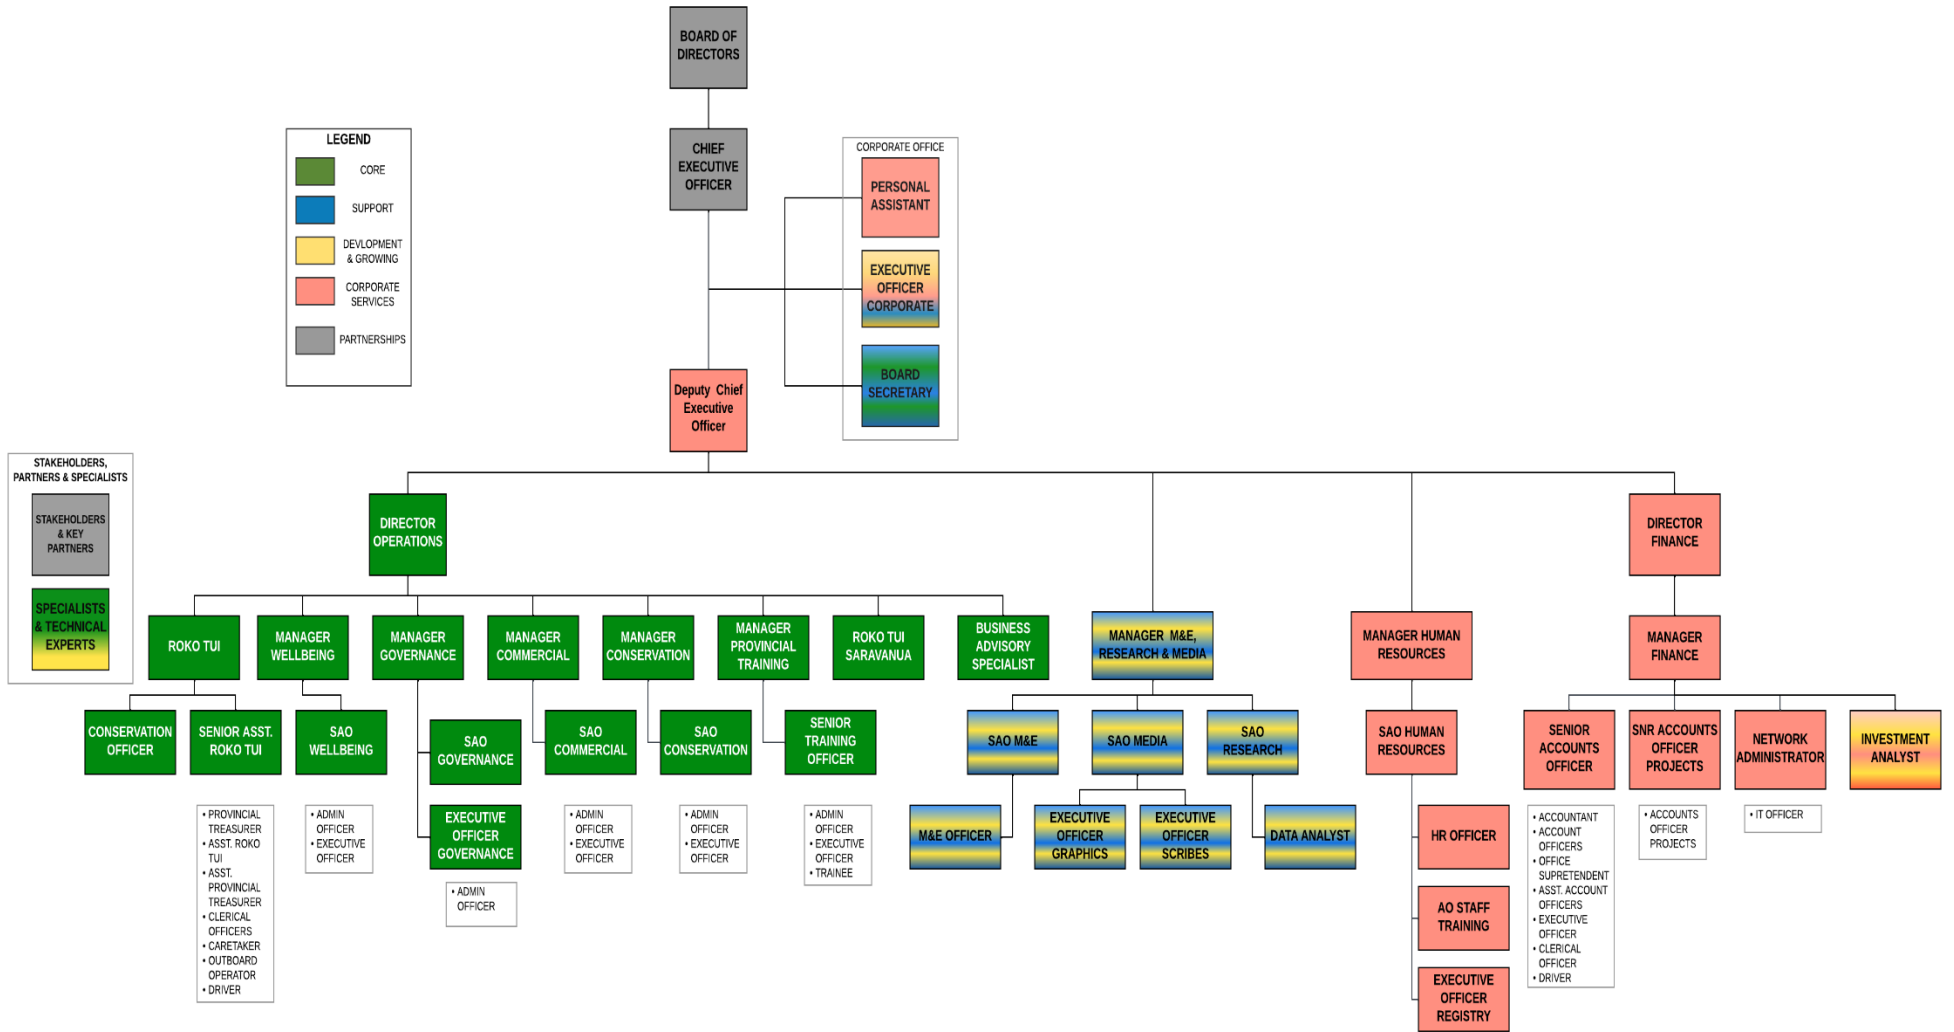 BOARD OF
DIRECTORS
LEGEND
CORE
SUPPORT
DEVLOPMENT
& GROWING
CORPORATE
SERVICES
PARTNERSHIPS
CHIEF
EXECUTIVE
OFFICER
CORPORATE OFFICE
PERSONAL
ASSISTANT
EXECUTIVE
OFFICER
CORPORATE
BOARD
SECRETARY
Deputy Chief
Executive
Officer
STAKEHOLDERS,
PARTNERS & SPECIALISTS
STAKEHOLDERS
& KEY
PARTNERS
SPECIALISTS
& TECHNICAL
EXPERTS
DIRECTOR
OPERATIONS
DIRECTOR
FINANCE
ROKO TUI
MANAGER
WELLBEING
MANAGER
GOVERNANCE
MANAGER
COMMERCIAL
MANAGER
CONSERVATION
MANAGER
PROVINCIAL
TRAINING
ROKO TUI
SARAVANUA
BUSINESS
ADVISORY
SPECIALIST
MANAGER M&E,
RESEARCH & MEDIA
MANAGER HUMAN
RESOURCES
MANAGER
FINANCE
CONSERVATION
OFFICER
SENIOR ASST.
ROKO TUI
SAO
WELLBEING
SAO
GOVERNANCE
SAO
COMMERCIAL
SAO
CONSERVATION
SENIOR
TRAINING
OFFICER
SAO M&E
SAO MEDIA
SAO
RESEARCH
SAO HUMAN
RESOURCES
SENIOR
ACCOUNTS
OFFICER
SNR ACCOUNTS
OFFICER
PROJECTS
NETWORK
ADMINISTRATOR
INVESTMENT
ANALYST
• PROVINCIAL
TREASURER
• ASST. ROKO
TUI
• ASST.
PROVINCIAL
TREASURER
• CLERICAL
OFFICERS
• CARETAKER
• OUTBOARD
OPERATOR
• DRIVER
• ADMIN
OFFICER
• EXECUTIVE
OFFICER
EXECUTIVE
OFFICER
GOVERNANCE
• ADMIN
OFFICER
• ADMIN
OFFICER
• EXECUTIVE
OFFICER
• ADMIN
OFFICER
• EXECUTIVE
OFFICER
• ADMIN
OFFICER
• EXECUTIVE
OFFICER
• TRAINEE
M&E OFFICER
EXECUTIVE
OFFICER
GRAPHICS
EXECUTIVE
OFFICER
SCRIBES
DATA ANALYST
HR OFFICER
AO STAFF
TRAINING
EXECUTIVE
OFFICER
REGISTRY
• ACCOUNTANT
• ACCOUNT
OFFICERS
• OFFICE
SUPRETENDENT
• ASST. ACCOUNT
OFFICERS
• EXECUTIVE
OFFICER
• CLERICAL
OFFICER
• DRIVER
• ACCOUNTS
OFFICER
PROJECTS
• IT OFFICER